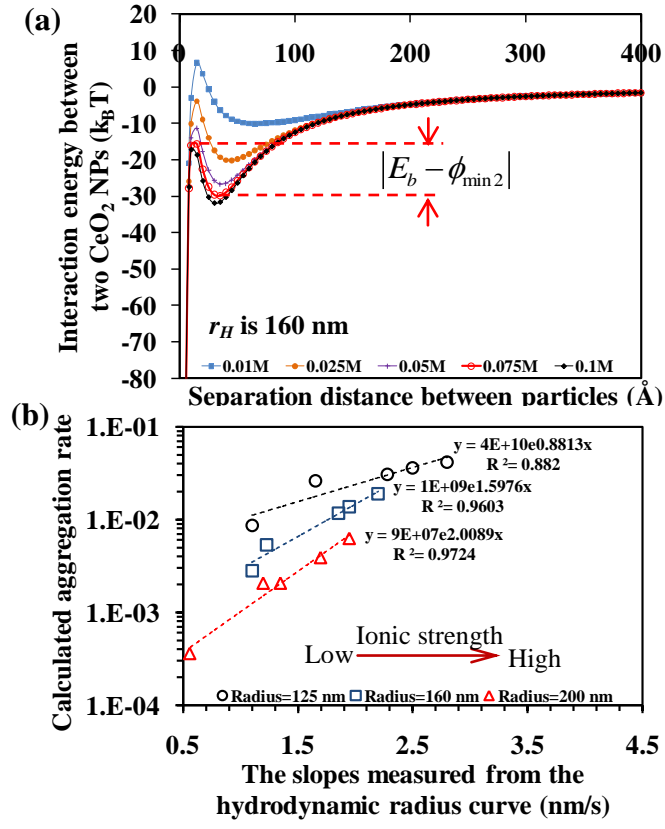 (a)
20
10
0
-10
-20
-30
-40
-50
-60
-70
-80
0 100 200 300 400
Interaction energy between
two CeO2 NPs (kBT)
|Eb − ϕmin2|
rH is 160 nm
0.01M 0.025M 0.05M 0.075M 0.1M
Separation distance between particles (Å)
(b)
1.E-01
1.E-02
1.E-03
1.E-04
Calculated aggregation rate
y = 4E+10e0.8813x
R²= 0.882
y = 1E+09e1.5976x
R²= 0.9603
y = 9E+07e2.0089x
R²= 0.9724
Ionic strength
Low High
Radius=125 nm Radius=160 nm Radius=200 nm
0.5 1.5 2.5 3.5 4.5
The slopes measured from the
hydrodynamic radius curve (nm/s)